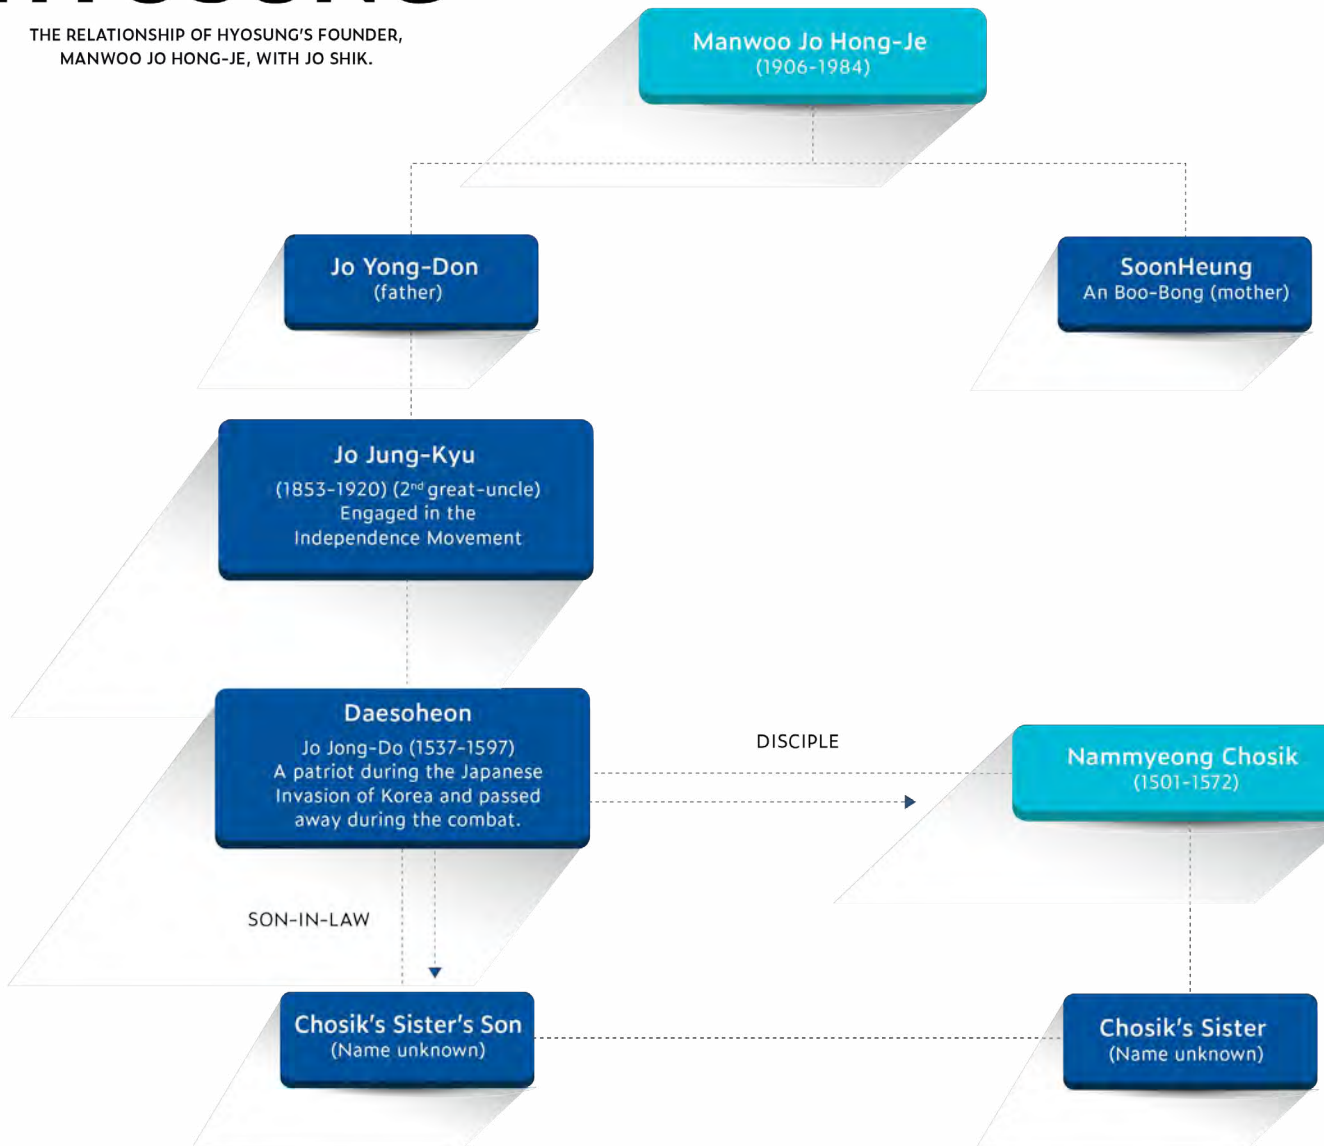 THE RELATIONSHIP OF HYOSUNG'S FOUNDER,
MANWOO JO HONG-JE, WITH JO SHIK.
Manwoo Jo Hong-Je
(1906-1984)
Jo Yong-Don
(father)
SoonHeung
An Boo-Bong (mother)
Jo Jung-Kyu
(1853-1920) (2nd great-uncle)
Engaged in the
Independence Movement
Daesoheon
Jo Jong-Do (1537-1597)
A patriot during the Japanese
Invasion of Korea and passed
away during the combat.
DISCIPLE
Nammyeong Chosik
(1501-1572)
SON-IN-LAW
Chosik's Sister's Son
(Name unknown)
Chosik's Sister
(Name unknown)